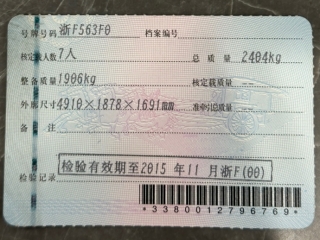 号牌号码 浙F563F0 档案编号
核定载人数 7人 总质量 2404kg
整备质量 1906kg 核定载质量 --
外廓尺寸 4910×1878×1691mm 准牵引总质量 --
备注
检验记录 检验有效期至2015年11月浙F(00)
*3380012796769*